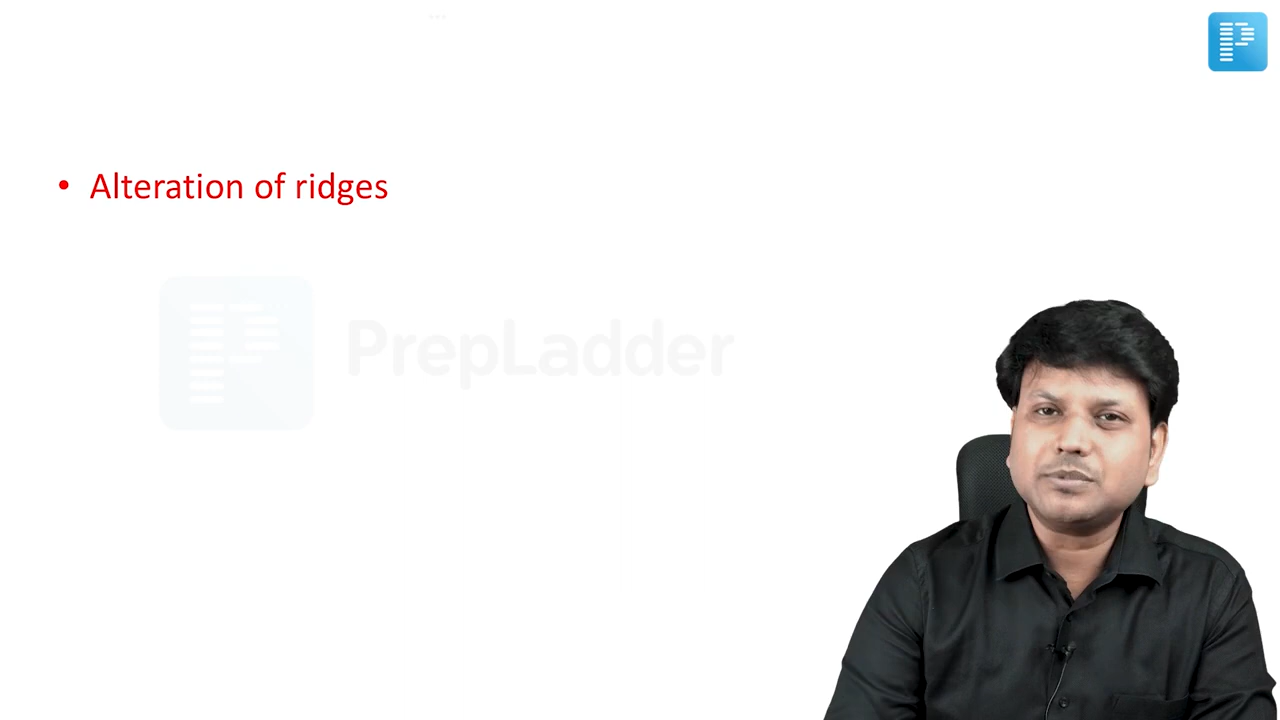 • Alteration of ridges
PrepLadder